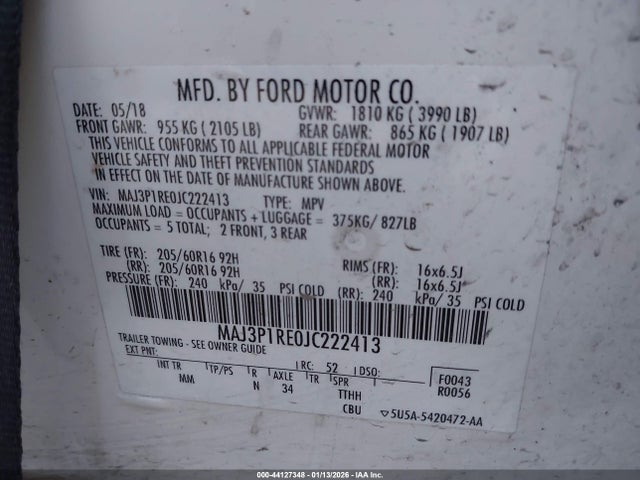 MFD. BY FORD MOTOR CO.
DATE: 05/18 GVWR: 1810 KG ( 3990 LB)
FRONT GAWR: 955 KG ( 2105 LB) REAR GAWR: 865 KG ( 1907 LB)
THIS VEHICLE CONFORMS TO ALL APPLICABLE FEDERAL MOTOR
VEHICLE SAFETY AND THEFT PREVENTION STANDARDS
IN EFFECT ON THE DATE OF MANUFACTURE SHOWN ABOVE.
VIN: MAJ3P1RE0JC222413 TYPE: MPV
MAXIMUM LOAD = OCCUPANTS + LUGGAGE = 375KG/ 827LB
OCCUPANTS = 5 TOTAL; 2 FRONT, 3 REAR
TIRE (FR): 205/60R16 92H RIMS (FR): 16x6.5J
(RR): 205/60R16 92H (RR): 16x6.5J
PRESSURE (FR): 240 kPa/ 35 PSI COLD (RR): 240 kPa/ 35 PSI COLD
MAJ3P1RE0JC222413
TRAILER TOWING - SEE OWNER GUIDE
EXT PNT: RC: 52 DSO: F0043
INT TR TP/PS R AXLE TR SPR R0056
MM N 34 TTHH
CBU 5U5A-5420472-AA
000-44127348 - 01/13/2026 - IAA Inc.